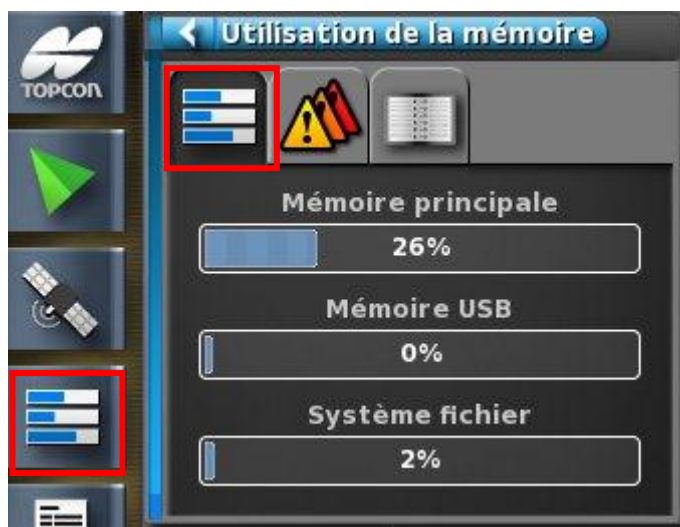 TOPCON
Utilisation de la mémoire
Mémoire principale
26%
Mémoire USB
0%
Système fichier
2%